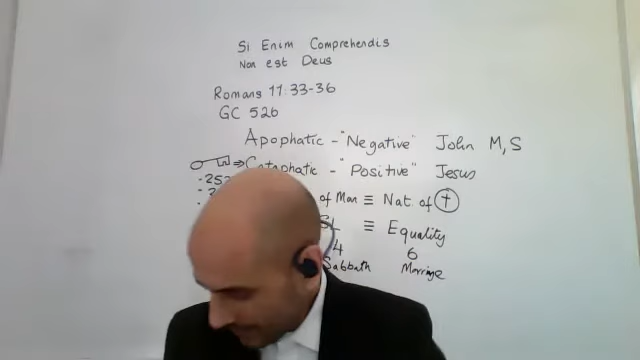 Si Enim Comprehendis
Non est Deus
Romans 11:33-36
GC 526
Apophatic - "Negative" John M, S
⇒ Cataphatic - "Positive" Jesus
of Man ≡ Nat. of ✝
≡ Equality
4 6
Sabbath Marriage